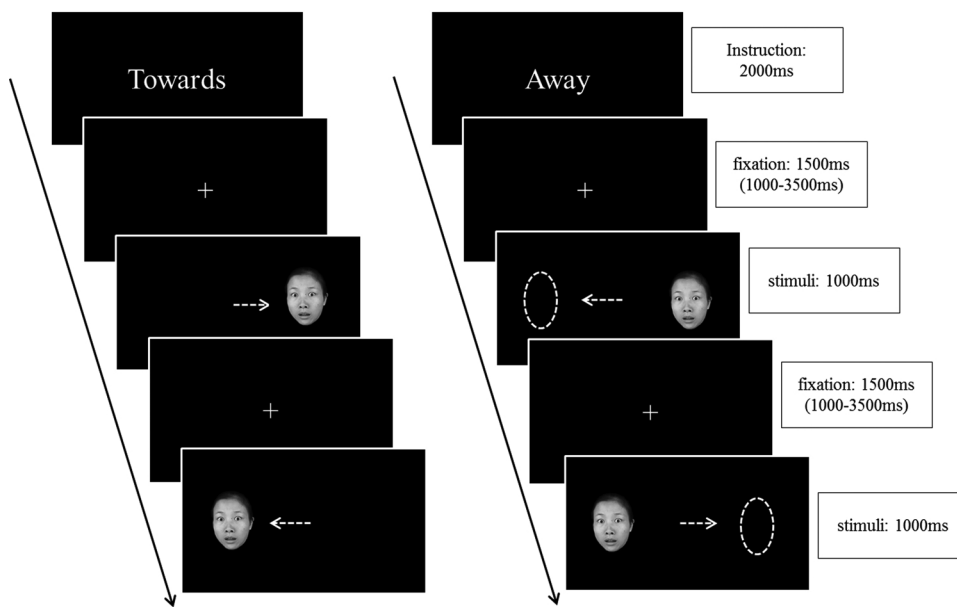 Towards
Away
Instruction:
2000ms
fixation: 1500ms
(1000-3500ms)
stimuli: 1000ms
fixation: 1500ms
(1000-3500ms)
stimuli: 1000ms